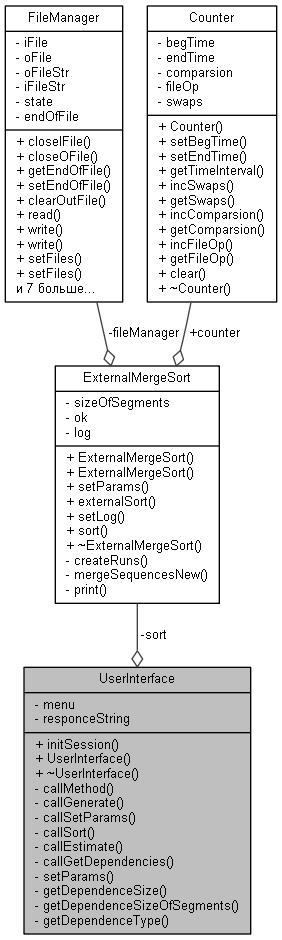 FileManager
- iFile
- oFile
- oFileStr
- iFileStr
- state
- endOfFile
+ closeIFile()
+ closeOFile()
+ getEndOfFile()
+ setEndOfFile()
+ clearOutFile()
+ read()
+ write()
+ write()
+ setFiles()
+ setFiles()
и 7 больше...
Counter
- begTime
- endTime
- comparsion
- fileOp
- swaps
+ Counter()
+ setBegTime()
+ setEndTime()
+ getTimeInterval()
+ incSwaps()
+ getSwaps()
+ incComparsion()
+ getComparsion()
+ incFileOp()
+ getFileOp()
+ clear()
+ ~Counter()
-fileManager
+counter
ExternalMergeSort
- sizeOfSegments
- ok
- log
+ ExternalMergeSort()
+ ExternalMergeSort()
+ setParams()
+ externalSort()
+ setLog()
+ sort()
+ ~ExternalMergeSort()
- createRuns()
- mergeSequencesNew()
- print()
-sort
UserInterface
- menu
- responceString
+ initSession()
+ UserInterface()
+ ~UserInterface()
- callMethod()
- callGenerate()
- callSetParams()
- callSort()
- callEstimate()
- callGetDependencies()
- setParams()
- getDependenceSize()
- getDependenceSizeOfSegments()
- getDependenceType()